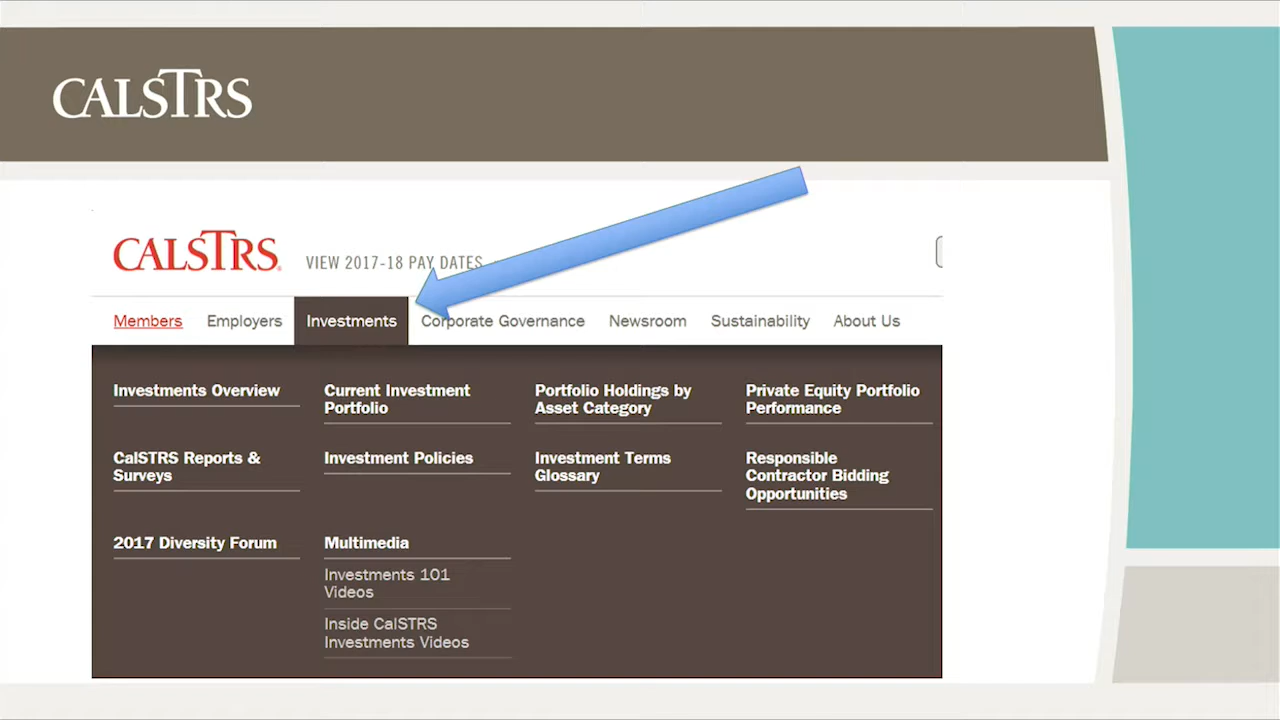 CALSTRS
CALSTRS®
VIEW 2017-18 PAY DATES
Members Employers Investments Corporate Governance Newsroom Sustainability About Us
Investments Overview
Current Investment
Portfolio
Portfolio Holdings by
Asset Category
Private Equity Portfolio
Performance
CalSTRS Reports &
Surveys
Investment Policies
Investment Terms
Glossary
Responsible
Contractor Bidding
Opportunities
2017 Diversity Forum
Multimedia
Investments 101
Videos
Inside CalSTRS
Investments Videos